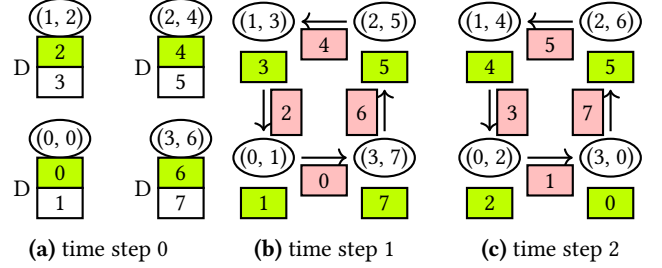 (1, 2) (2, 4)
D 2 D 4
3 5
(0, 0) (3, 6)
D 0 D 6
1 7
(a) time step 0
(1, 3) (2, 5)
4
3 5
2 6
(0, 1) (3, 7)
0
1 7
(b) time step 1
(1, 4) (2, 6)
5
4 5
3 7
(0, 2) (3, 0)
1
2 0
(c) time step 2